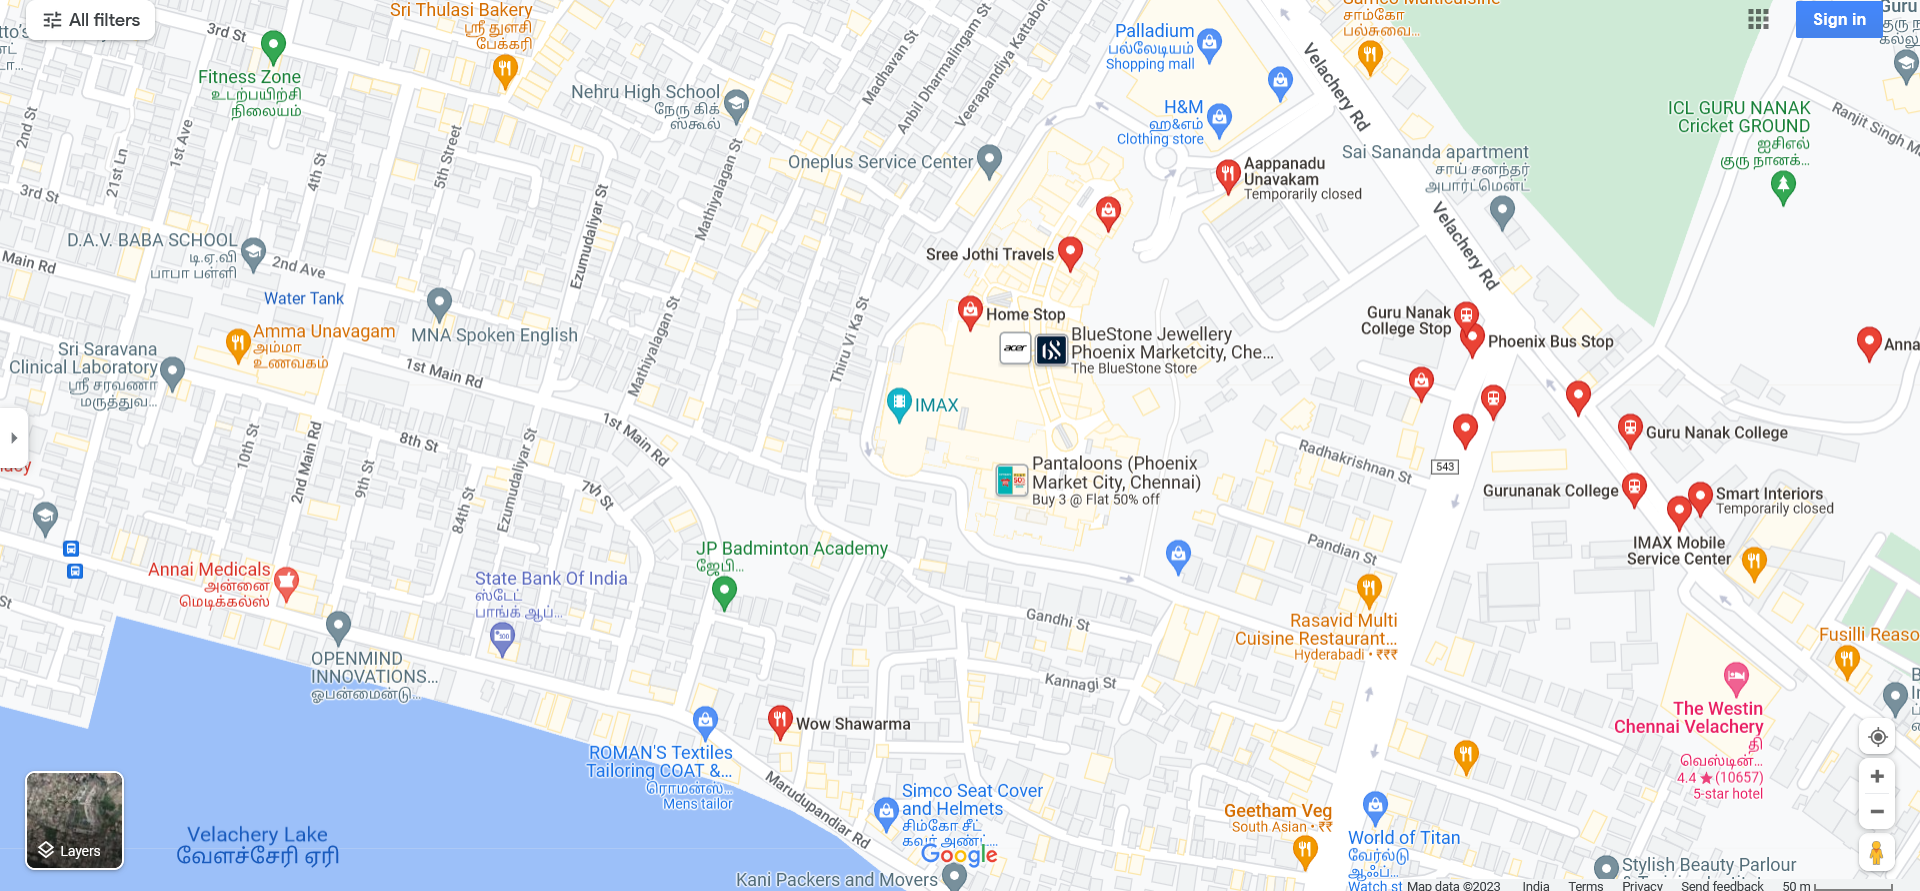 All filters
Sri Thulasi Bakery
ஸ்ரீ துளசி
பேக்கரி
3rd St
Fitness Zone
உடற்பயிற்சி
நிலையம்
Nehru High School
நேரு கிக்
ஸ்கூல்
Madhavan St
Anbil Dharmalingam St
Veerapandiya Kattabo
Palladium
பல்லேடியம்
Shopping mall
H&M
ஹ&எம்
Clothing store
சாம்கோ
பல்சுவை...
Velachery Rd
Sign in
ICL GURU NANAK
Cricket GROUND
ஐசிஎல்
குரு நானக்...
Ranjit Singh
2nd St
1st Ave
21st Ln
4th St
5th Street
3rd St
Oneplus Service Center
Aappanadu
Unavakam
Temporarily closed
Sai Sananda apartment
சாய் சனந்தர்
அபார்ட்மென்ட்
Velachery Rd
D.A.V. BABA SCHOOL
டி.ஏ.வி
பாபா பள்ளி
Main Rd
2nd Ave
Ezumudaliyar St
Mathiyalagan St
Sree Jothi Travels
Water Tank
MNA Spoken English
Amma Unavagam
அம்மா
உணவகம்
Sri Saravana
Clinical Laboratory
ஸ்ரீ சரவணா
மருத்துவ...
1st Main Rd
Mathiyalagan St
Thiru Vi Ka St
Home Stop
acer
BlueStone Jewellery
Phoenix Marketcity, Che...
The BlueStone Store
Guru Nanak
College Stop
Phoenix Bus Stop
Anna
IMAX
1st Main Rd
10th St
2nd Main Rd
8th St
9th St
84th St
Ezumudaliyar St
7th St
Pantaloons (Phoenix
Market City, Chennai)
Buy 3 @ Flat 50% off
Radhakrishnan St
543
Guru Nanak College
Gurunanak College
Smart Interiors
Temporarily closed
IMAX Mobile
Service Center
Pandian St
JP Badminton Academy
ஜேபி...
Annai Medicals
அன்னை
மெடிக்கல்ஸ்
State Bank Of India
ஸ்டேட்
பாங்க் ஆப்...
Gandhi St
Rasavid Multi
Cuisine Restaurant...
Hyderabadi • ₹₹₹
Fusilli Reaso
OPENMIND
INNOVATIONS...
ஓபன்மைன்டு...
Kannagi St
The Westin
Chennai Velachery
தி
வெஸ்டின்...
4.4 ★ (10657)
5-star hotel
Wow Shawarma
ROMAN'S Textiles
Tailoring COAT &...
ரொமன்ஸ்...
Mens tailor
Marudupandiar Rd
Simco Seat Cover
and Helmets
சிம்கோ சீட்
கவர் அண்ட்...
Geetham Veg
South Asian • ₹₹
World of Titan
வேர்ல்டு
ஆஃப்...
Watch st
Velachery Lake
வேளச்சேரி ஏரி
Layers
Google
Kani Packers and Movers
Stylish Beauty Parlour
Map data ©2023
India
Terms
Privacy
Send feedback
50 m